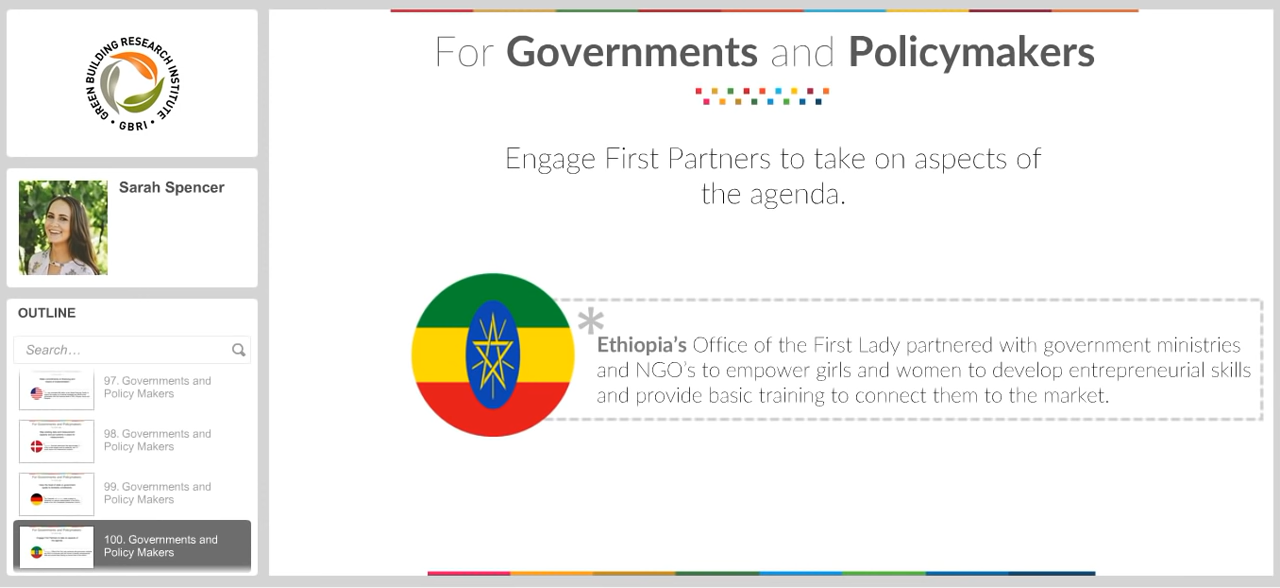 GREEN BUILDING RESEARCH INSTITUTE
• GBRI •
Sarah Spencer
OUTLINE
Search...
97. Governments and
Policy Makers
98. Governments and
Policy Makers
99. Governments and
Policy Makers
100. Governments and
Policy Makers
For Governments and Policymakers
Engage First Partners to take on aspects of
the agenda.
*
Ethiopia's Office of the First Lady partnered with government ministries
and NGO's to empower girls and women to develop entrepreneurial skills
and provide basic training to connect them to the market.